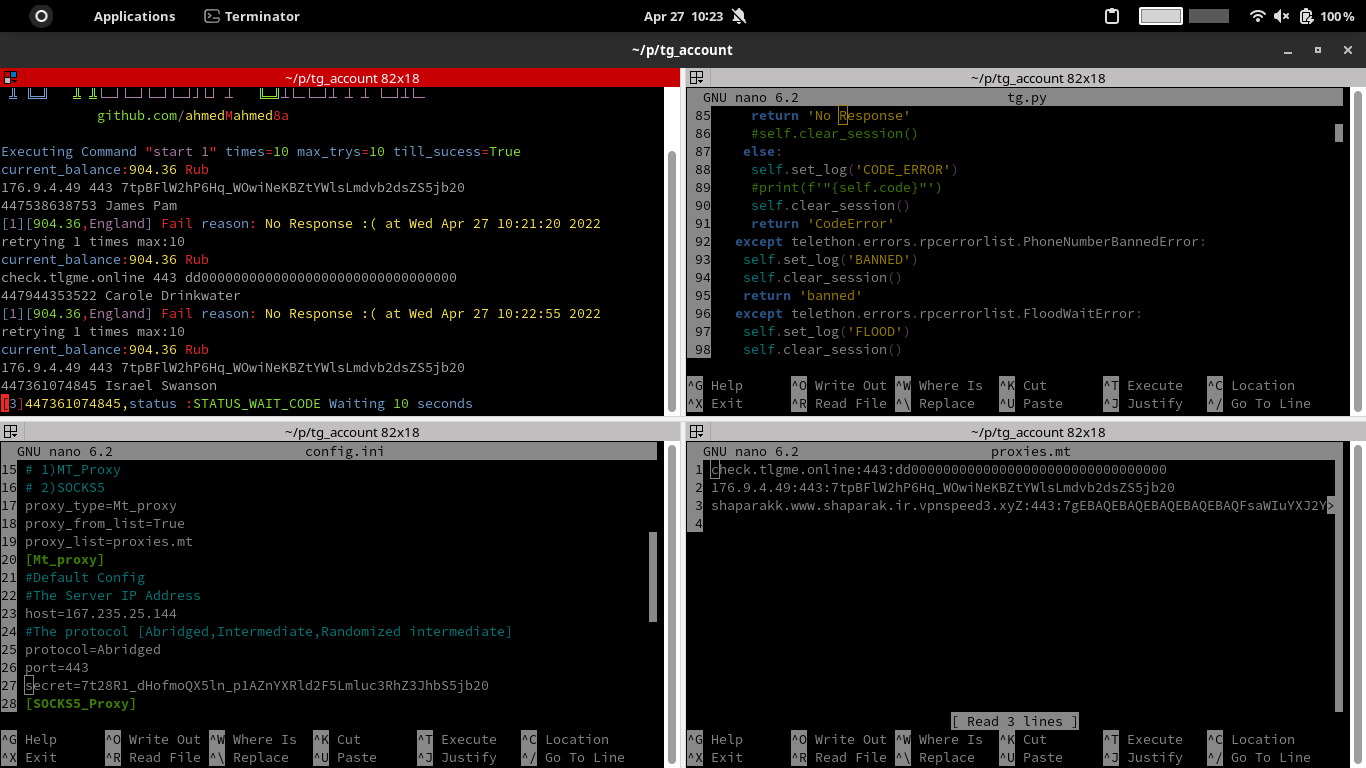 Applications Terminator Apr 27 10:23 100 %
~/p/tg_account
~/p/tg_account 82x18
github.com/ahmedMahmed8a
Executing Command "start 1" times=10 max_trys=10 till_sucess=True
current_balance:904.36 Rub
176.9.4.49 443 7tpBFlW2hP6Hq_WOwiNeKBZtYWlsLmdvb2dsZS5jb20
447538638753 James Pam
[1][904.36,England] Fail reason: No Response :( at Wed Apr 27 10:21:20 2022
retrying 1 times max:10
current_balance:904.36 Rub
check.tlgme.online 443 dd00000000000000000000000000000000
447944353522 Carole Drinkwater
[1][904.36,England] Fail reason: No Response :( at Wed Apr 27 10:22:55 2022
retrying 1 times max:10
current_balance:904.36 Rub
176.9.4.49 443 7tpBFlW2hP6Hq_WOwiNeKBZtYWlsLmdvb2dsZS5jb20
447361074845 Israel Swanson
[3]447361074845,status :STATUS_WAIT_CODE Waiting 10 seconds
~/p/tg_account 82x18
GNU nano 6.2 tg.py
85 return 'No Response'
86 #self.clear_session()
87 else:
88 self.set_log('CODE_ERROR')
89 #print(f'"{self.code}"')
90 self.clear_session()
91 return 'CodeError'
92 except telethon.errors.rpcerrorlist.PhoneNumberBannedError:
93 self.set_log('BANNED')
94 self.clear_session()
95 return 'banned'
96 except telethon.errors.rpcerrorlist.FloodWaitError:
97 self.set_log('FLOOD')
98 self.clear_session()
^G Help ^O Write Out ^W Where Is ^K Cut ^T Execute ^C Location
^X Exit ^R Read File ^\ Replace ^U Paste ^J Justify ^/ Go To Line
~/p/tg_account 82x18
GNU nano 6.2 config.ini
15 # 1)MT_Proxy
16 # 2)SOCKS5
17 proxy_type=Mt_proxy
18 proxy_from_list=True
19 proxy_list=proxies.mt
20 [Mt_proxy]
21 #Default Config
22 #The Server IP Address
23 host=167.235.25.144
24 #The protocol [Abridged,Intermediate,Randomized intermediate]
25 protocol=Abridged
26 port=443
27 secret=7t28R1_dHofmoQX5ln_p1AZnYXRld2F5Lmluc3RhZ3JhbS5jb20
28 [SOCKS5_Proxy]
^G Help ^O Write Out ^W Where Is ^K Cut ^T Execute ^C Location
^X Exit ^R Read File ^\ Replace ^U Paste ^J Justify ^/ Go To Line
~/p/tg_account 82x18
GNU nano 6.2 proxies.mt
1 check.tlgme.online:443:dd00000000000000000000000000000000
2 176.9.4.49:443:7tpBFlW2hP6Hq_WOwiNeKBZtYWlsLmdvb2dsZS5jb20
3 shaparakk.www.shaparak.ir.vpnspeed3.xyZ:443:7gEBAQEBAQEBAQEBAQEBAQFsaWIuYXJ2Y>
4
[ Read 3 lines ]
^G Help ^O Write Out ^W Where Is ^K Cut ^T Execute ^C Location
^X Exit ^R Read File ^\ Replace ^U Paste ^J Justify ^/ Go To Line